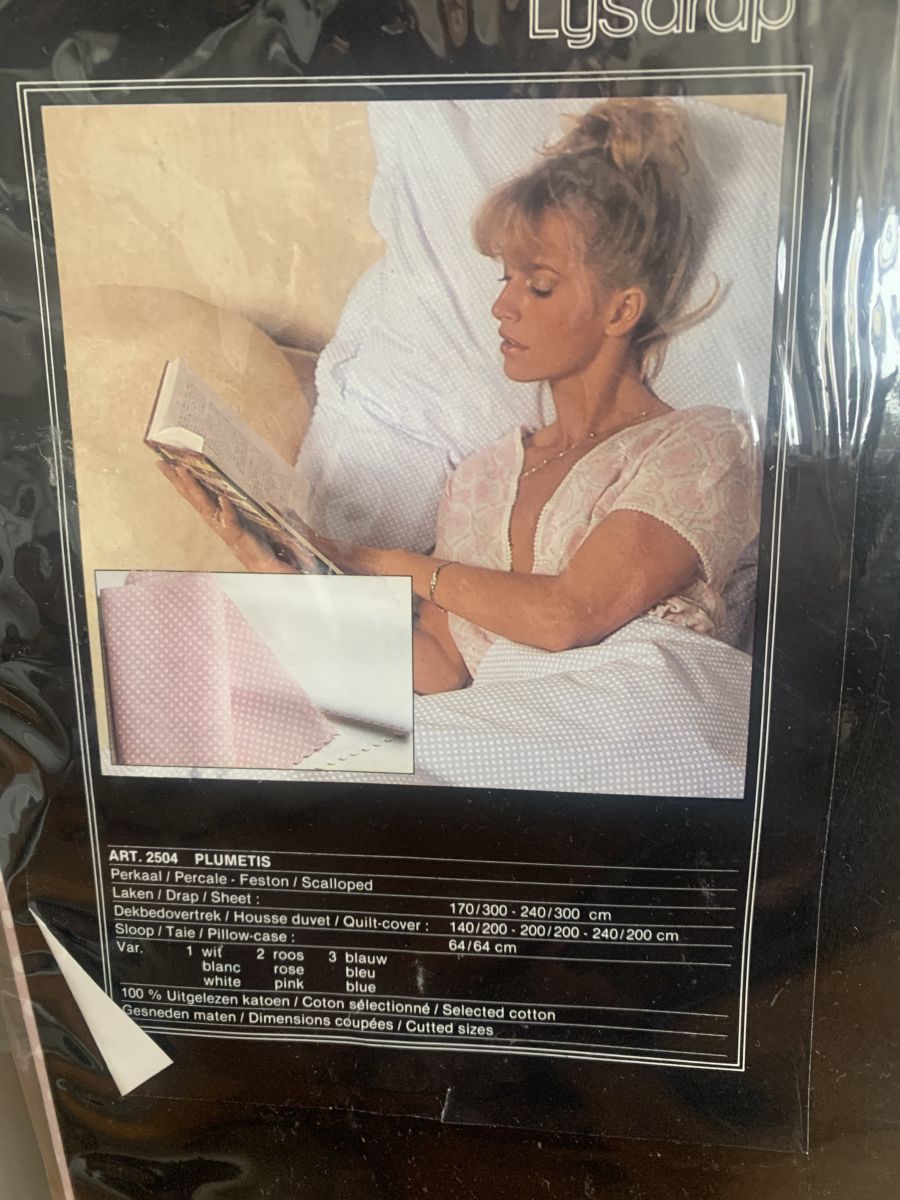 Lysdrap
ART. 2504 PLUMETIS
Perkaal / Percale - Feston / Scalloped
Laken / Drap / Sheet : 170/300 - 240/300 cm
Dekbedovertrek / Housse duvet / Quilt-cover : 140/200 - 200/200 - 240/200 cm
Sloop / Taie / Pillow-case : 64/64 cm
Var. 1 wit 2 roos 3 blauw
blanc rose bleu
white pink blue
100 % Uitgelezen katoen / Coton sélectionné / Selected cotton
Gesneden maten / Dimensions coupées / Cutted sizes